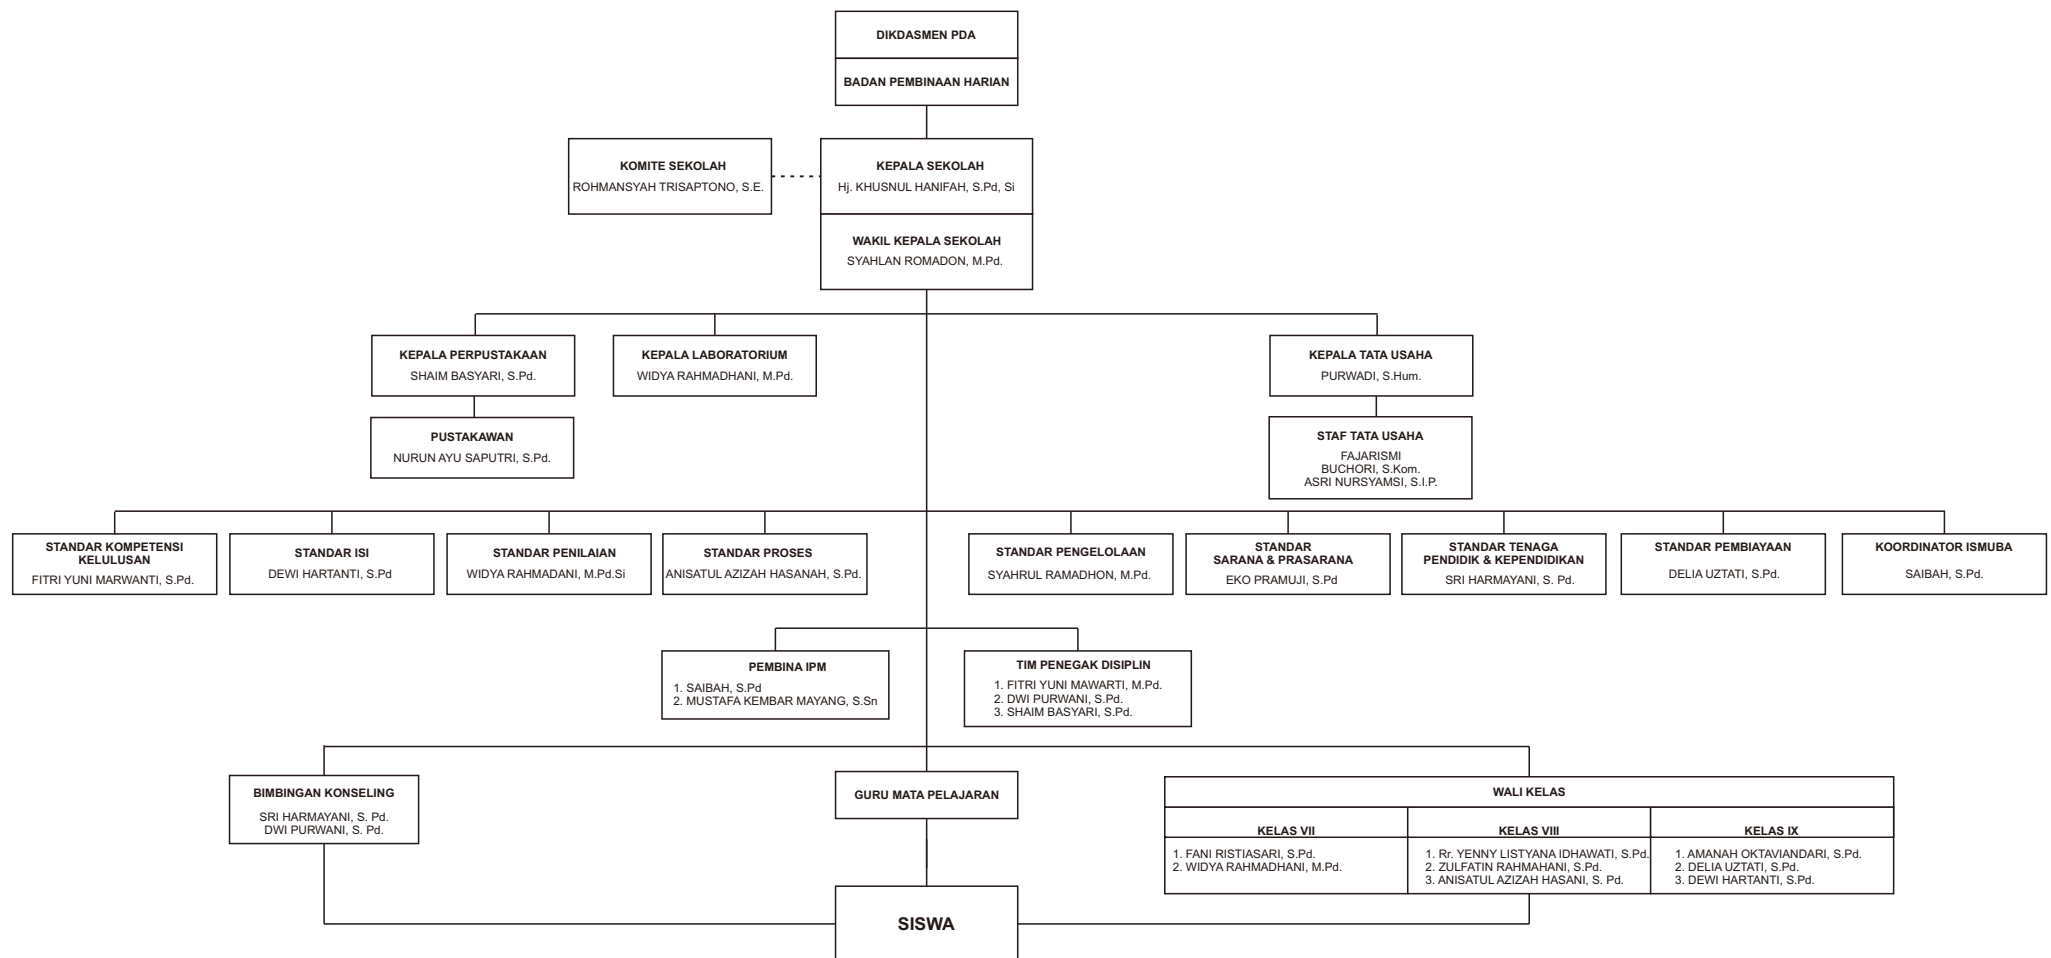 DIKDASMEN PDA
BADAN PEMBINAAN HARIAN
KOMITE SEKOLAH
ROHMANSYAH TRISAPTONO, S.E.
KEPALA SEKOLAH
Hj. KHUSNUL HANIFAH, S.Pd, Si
WAKIL KEPALA SEKOLAH
SYAHLAN ROMADON, M.Pd.
KEPALA PERPUSTAKAAN
SHAIM BASYARI, S.Pd.
KEPALA LABORATORIUM
WIDYA RAHMADHANI, M.Pd.
KEPALA TATA USAHA
PURWADI, S.Hum.
PUSTAKAWAN
NURUN AYU SAPUTRI, S.Pd.
STAF TATA USAHA
FAJARISMI
BUCHORI, S.Kom.
ASRI NURSYAMSI, S.I.P.
STANDAR KOMPETENSI
KELULUSAN
FITRI YUNI MARWANTI, S.Pd.
STANDAR ISI
DEWI HARTANTI, S.Pd
STANDAR PENILAIAN
WIDYA RAHMADANI, M.Pd.Si
STANDAR PROSES
ANISATUL AZIZAH HASANAH, S.Pd.
STANDAR PENGELOLAAN
SYAHRUL RAMADHON, M.Pd.
STANDAR
SARANA & PRASARANA
EKO PRAMUJI, S.Pd
STANDAR TENAGA
PENDIDIK & KEPENDIDIKAN
SRI HARMAYANI, S. Pd.
STANDAR PEMBIAYAAN
DELIA UZTATI, S.Pd.
KOORDINATOR ISMUBA
SAIBAH, S.Pd.
PEMBINA IPM
1. SAIBAH, S.Pd
2. MUSTAFA KEMBAR MAYANG, S.Sn
TIM PENEGAK DISIPLIN
1. FITRI YUNI MAWARTI, M.Pd.
2. DWI PURWANI, S.Pd.
3. SHAIM BASYARI, S.Pd.
BIMBINGAN KONSELING
SRI HARMAYANI, S. Pd.
DWI PURWANI, S. Pd.
GURU MATA PELAJARAN
WALI KELAS
KELAS VII
1. FANI RISTIASARI, S.Pd.
2. WIDYA RAHMADHANI, M.Pd.
KELAS VIII
1. Rr. YENNY LISTYANA IDHAWATI, S.Pd.
2. ZULFATIN RAHMAHANI, S.Pd.
3. ANISATUL AZIZAH HASANI, S. Pd.
KELAS IX
1. AMANAH OKTAVIANDARI, S.Pd.
2. DELIA UZTATI, S.Pd.
3. DEWI HARTANTI, S.Pd.
SISWA